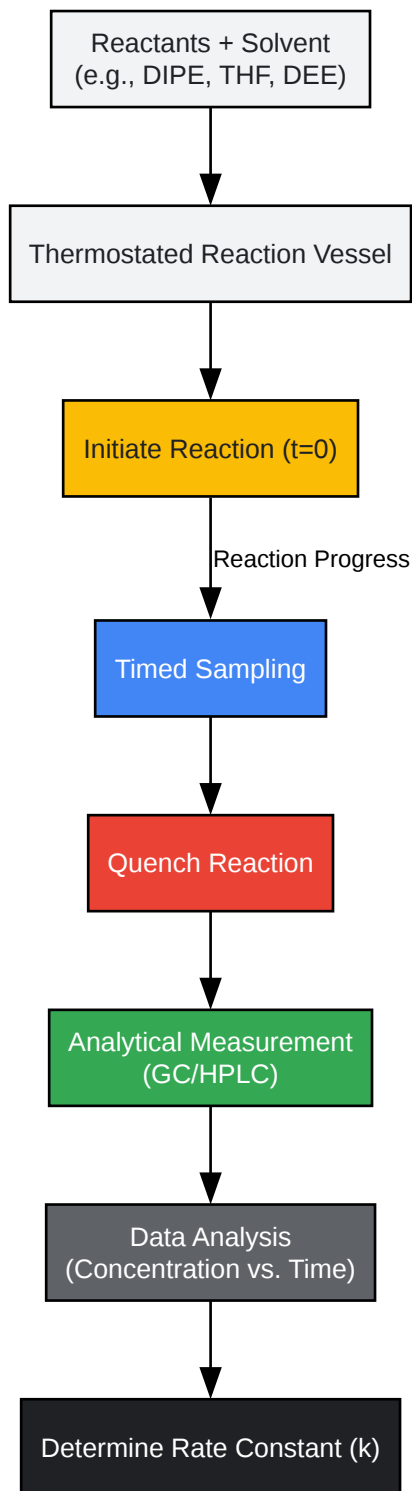 Reactants + Solvent
(e.g., DIPE, THF, DEE)
Thermostated Reaction Vessel
Initiate Reaction (t=0)
Reaction Progress
Timed Sampling
Quench Reaction
Analytical Measurement
(GC/HPLC)
Data Analysis
(Concentration vs. Time)
Determine Rate Constant (k)